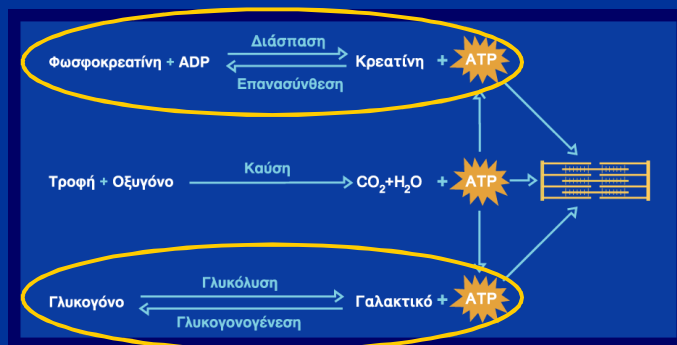 Διάσπαση
Φωσφοκρεατίνη + ADP Κρεατίνη + ATP
Επανασύνθεση
Καύση
Τροφή + Οξυγόνο CO₂+H₂O + ATP
Γλυκόλυση
Γλυκογόνο Γαλακτικό + ATP
Γλυκογονογένεση